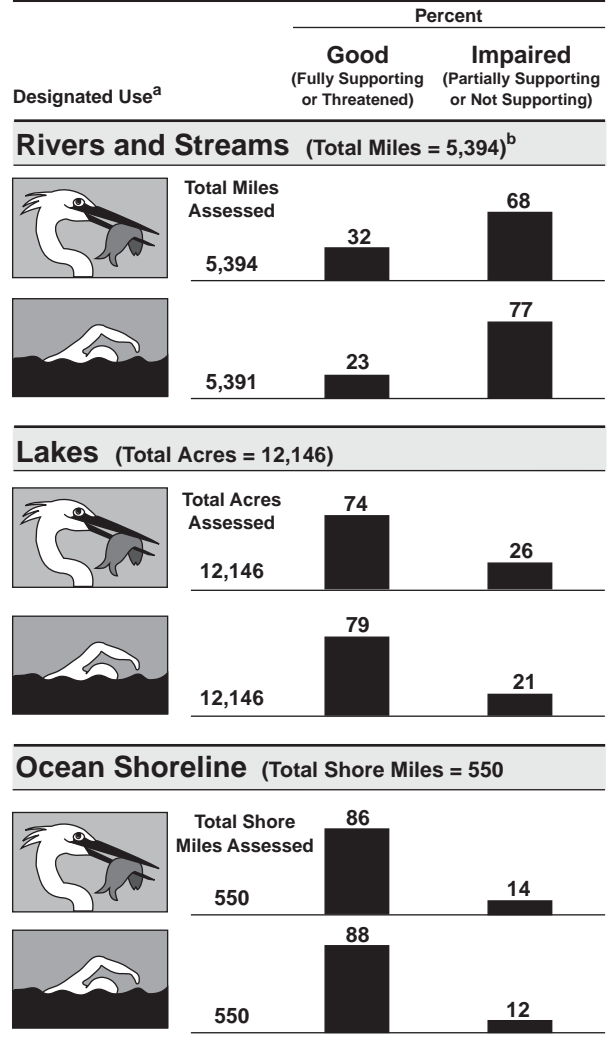 Percent
Good Impaired
(Fully Supporting (Partially Supporting
Designated Useᵃ or Threatened) or Not Supporting)
Rivers and Streams (Total Miles = 5,394)ᵇ
Total Miles
Assessed
68
32
5,394
77
23
5,391
Lakes (Total Acres = 12,146)
Total Acres
Assessed
74
26
12,146
79
21
12,146
Ocean Shoreline (Total Shore Miles = 550
86
Total Shore
Miles Assessed
14
550
88
12
550